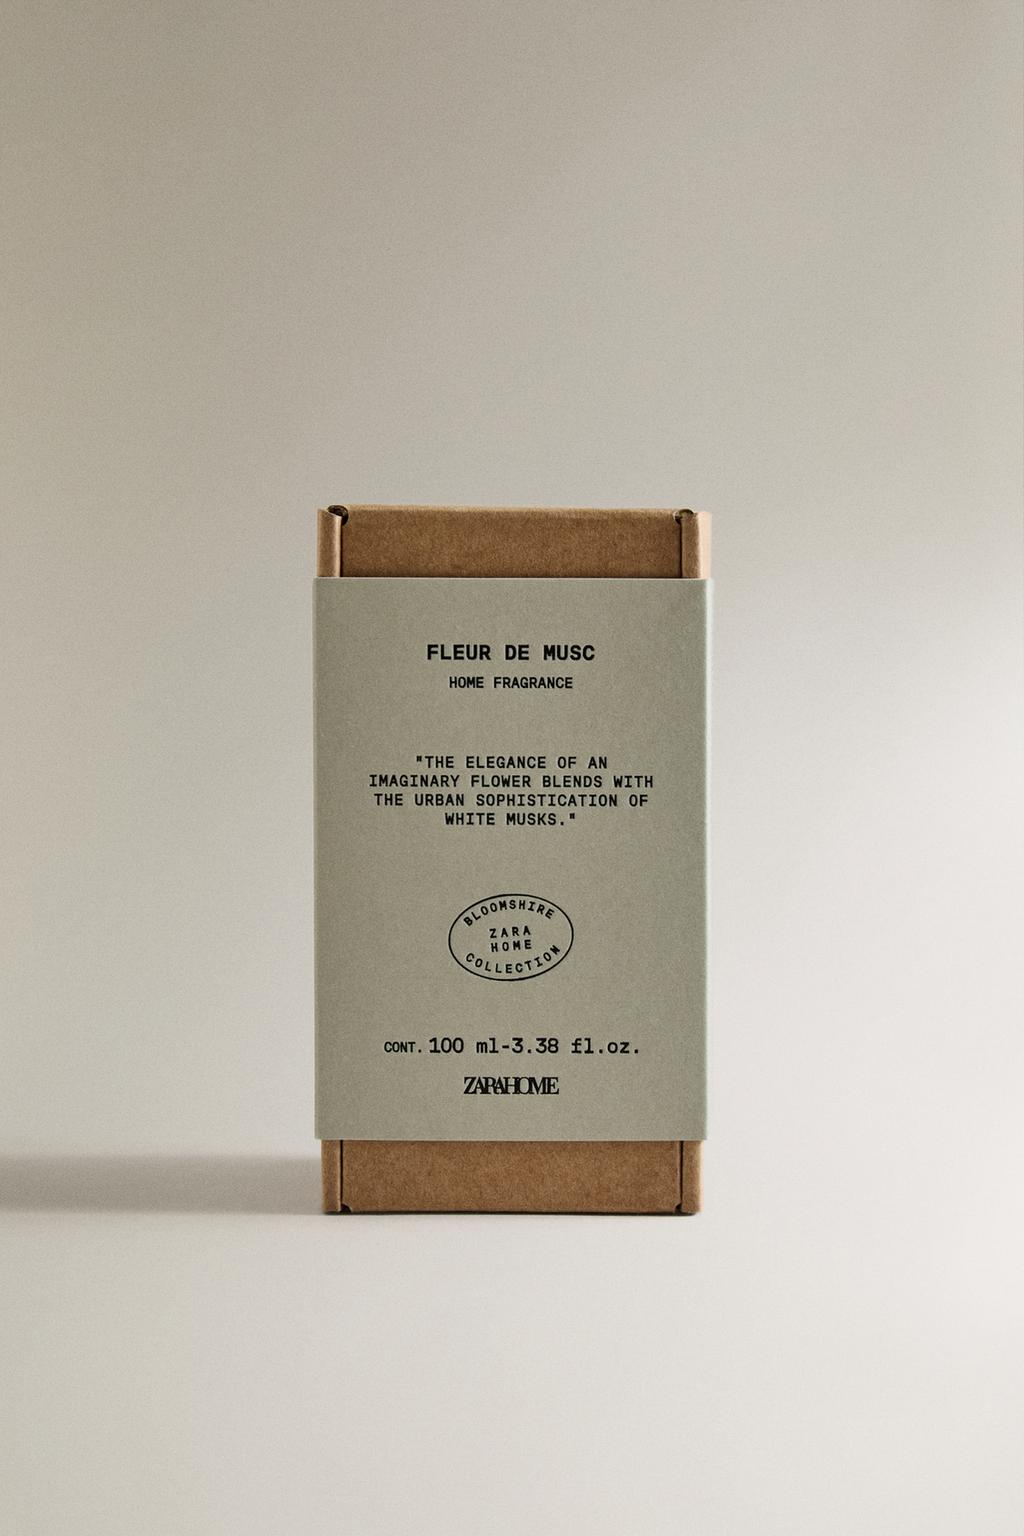 FLEUR DE MUSC
HOME FRAGRANCE
"THE ELEGANCE OF AN
IMAGINARY FLOWER BLENDS WITH
THE URBAN SOPHISTICATION OF
WHITE MUSKS."
BLOOMSHIRE
ZARA
HOME
COLLECTION
CONT. 100 ml-3.38 fl.oz.
ZARAHOME